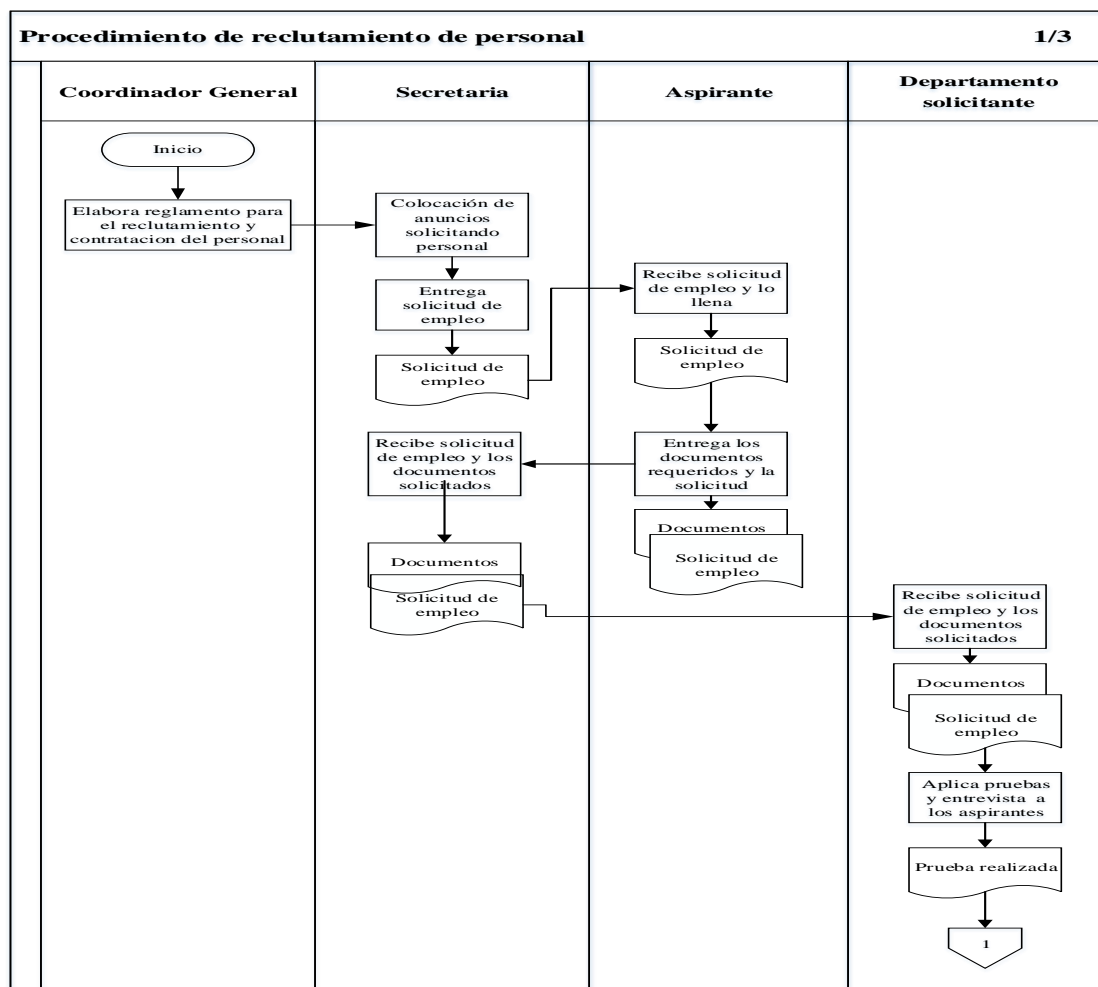 Procedimiento de reclutamiento de personal 1/3
Coordinador General
Secretaria
Aspirante
Departamento
solicitante
Inicio
Elabora reglamento para
el reclutamiento y
contratacion del personal
Colocación de
anuncios
solicitando
personal
Entrega
solicitud de
empleo
Solicitud de
empleo
Recibe solicitud
de empleo y lo
llena
Solicitud de
empleo
Entrega los
documentos
requeridos y la
solicitud
Documentos
Solicitud de
empleo
Recibe solicitud
de empleo y los
documentos
solicitados
Documentos
Solicitud de
empleo
Recibe solicitud
de empleo y los
documentos
solicitados
Documentos
Solicitud de
empleo
Aplica pruebas
y entrevista a
los aspirantes
Prueba realizada
1